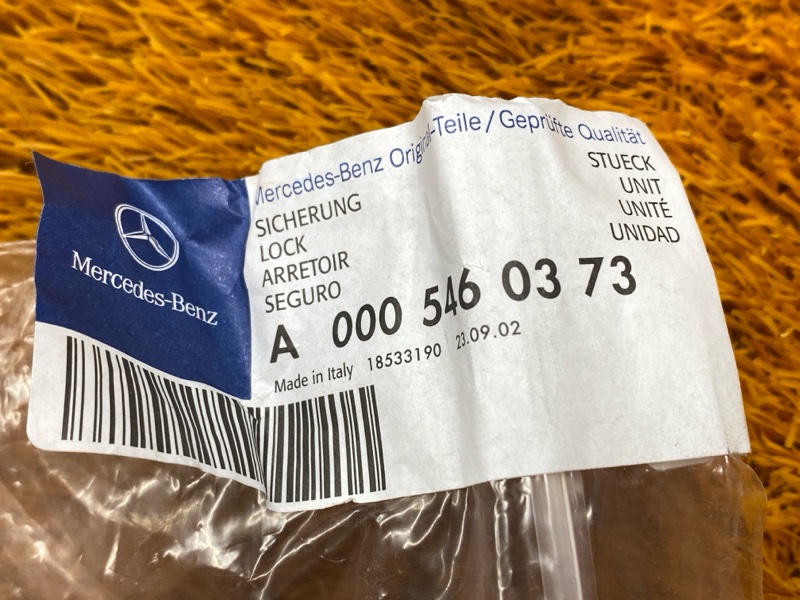 Mercedes-Benz
Mercedes-Benz Original-Teile/Geprüfte Qualität
SICHERUNG
LOCK
ARRETOIR
SEGURO
STUECK
UNIT
UNITÉ
UNIDAD
A 000 546 03 73
Made in Italy 18533190 23.09.02